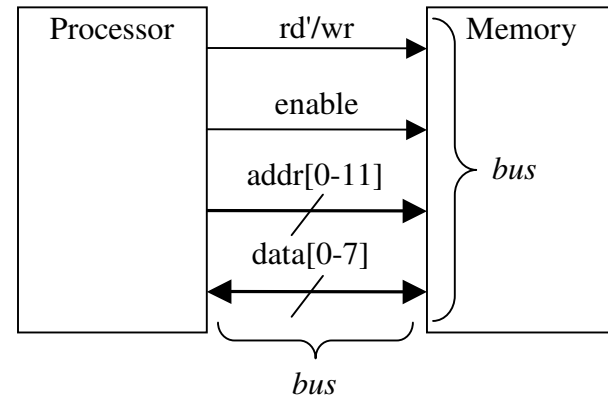 Processor
rd'/wr
Memory
enable
bus
addr[0-11]
data[0-7]
bus